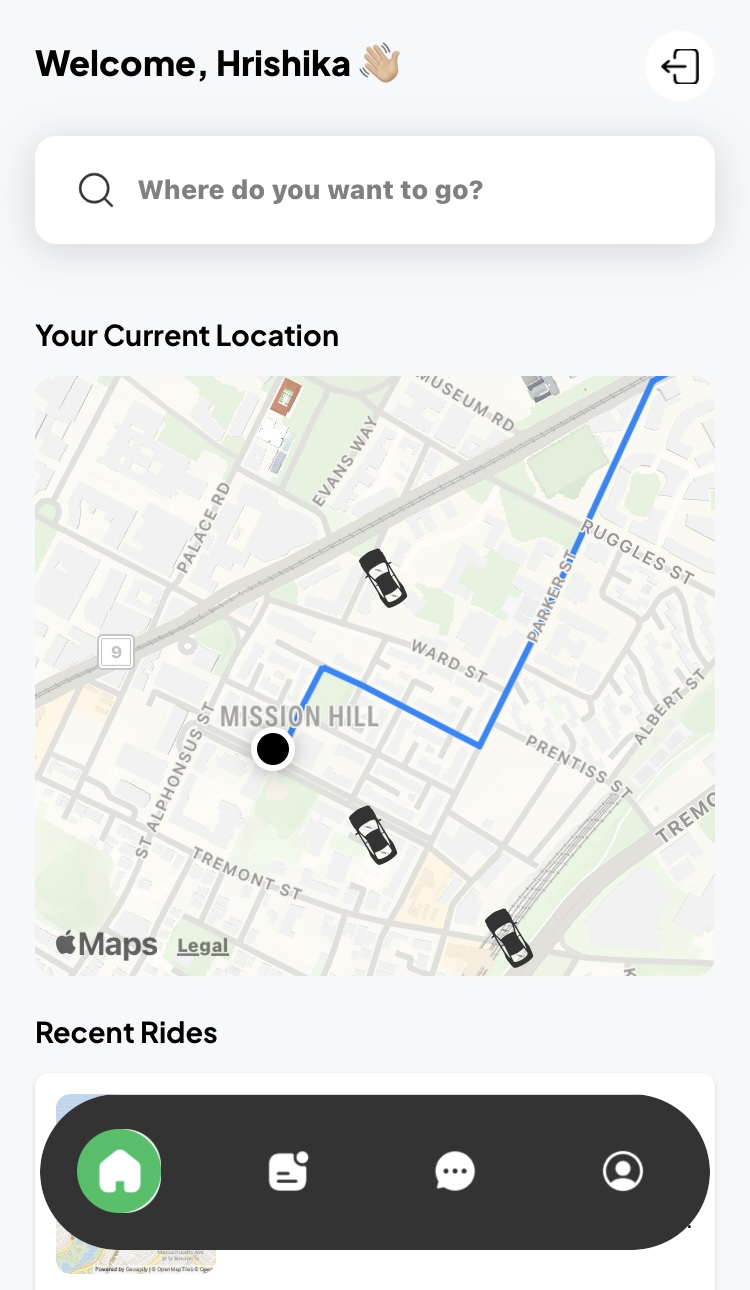 Welcome, Hrishika 👋🏼
Where do you want to go?
Your Current Location
MUSEUM RD
EVANS WAY
PALACE RD
RUGGLES ST
PARKER ST
9
WARD ST
ALBERT ST
MISSION HILL
PRENTISS ST
ST ALPHONSUS ST
TREMO
TREMONT ST
Maps
Legal
Recent Rides
Massachusetts Ave
Powered by Geoapify | © OpenMapTiles © Open